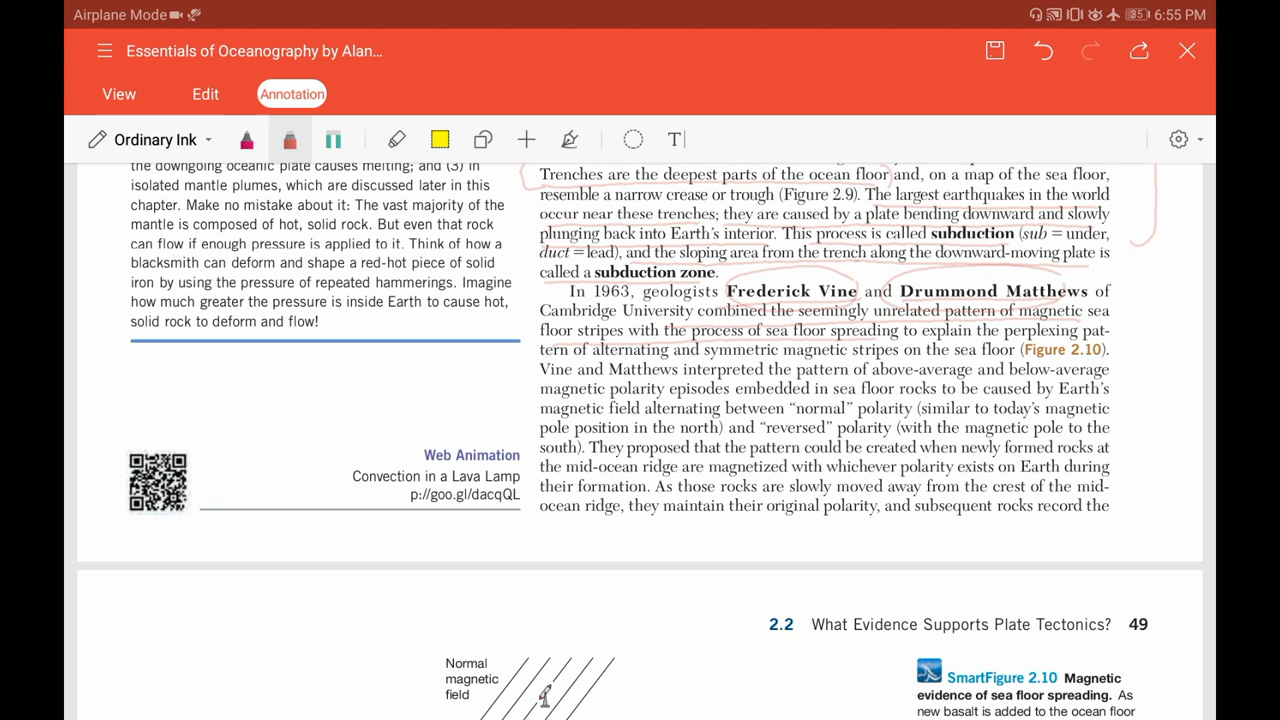 Airplane Mode
85
6:55 PM
Essentials of Oceanography by Alan...
View
Edit
Annotation
Ordinary Ink
T
the downgoing oceanic plate causes melting; and (3) in
isolated mantle plumes, which are discussed later in this
chapter. Make no mistake about it: The vast majority of the
mantle is composed of hot, solid rock. But even that rock
can flow if enough pressure is applied to it. Think of how a
blacksmith can deform and shape a red-hot piece of solid
iron by using the pressure of repeated hammerings. Imagine
how much greater the pressure is inside Earth to cause hot,
solid rock to deform and flow!
Web Animation
Convection in a Lava Lamp
p://goo.gl/dacqQL
Trenches are the deepest parts of the ocean floor and, on a map of the sea floor,
resemble a narrow crease or trough (Figure 2.9). The largest earthquakes in the world
occur near these trenches; they are caused by a plate bending downward and slowly
plunging back into Earth's interior. This process is called subduction (sub = under,
duct = lead), and the sloping area from the trench along the downward-moving plate is
called a subduction zone.
In 1963, geologists Frederick Vine and Drummond Matthews of
Cambridge University combined the seemingly unrelated pattern of magnetic sea
floor stripes with the process of sea floor spreading to explain the perplexing pat-
tern of alternating and symmetric magnetic stripes on the sea floor (Figure 2.10).
Vine and Matthews interpreted the pattern of above-average and below-average
magnetic polarity episodes embedded in sea floor rocks to be caused by Earth's
magnetic field alternating between "normal" polarity (similar to today's magnetic
pole position in the north) and "reversed" polarity (with the magnetic pole to the
south). They proposed that the pattern could be created when newly formed rocks at
the mid-ocean ridge are magnetized with whichever polarity exists on Earth during
their formation. As those rocks are slowly moved away from the crest of the mid-
ocean ridge, they maintain their original polarity, and subsequent rocks record the
2.2 What Evidence Supports Plate Tectonics? 49
Normal
magnetic
field
SmartFigure 2.10 Magnetic
evidence of sea floor spreading. As
new basalt is added to the ocean floor